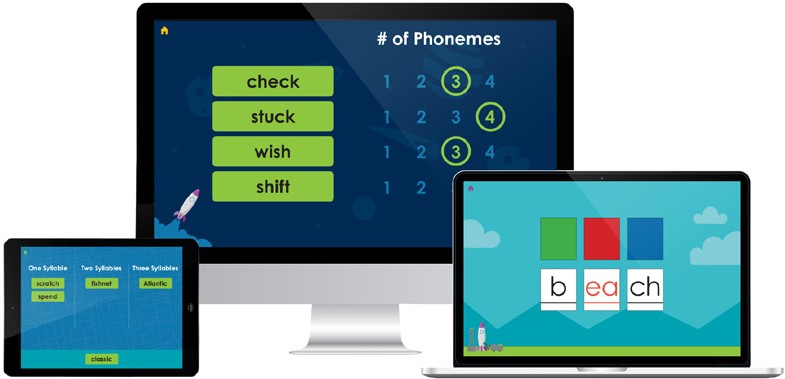 # of Phonemes
check 1 2 3 4
stuck 1 2 3 4
wish 1 2 3 4
shift 1 2
One Syllable Two Syllables Three Syllables
scratch fishnet Atlantic
spend
classic
b ea ch